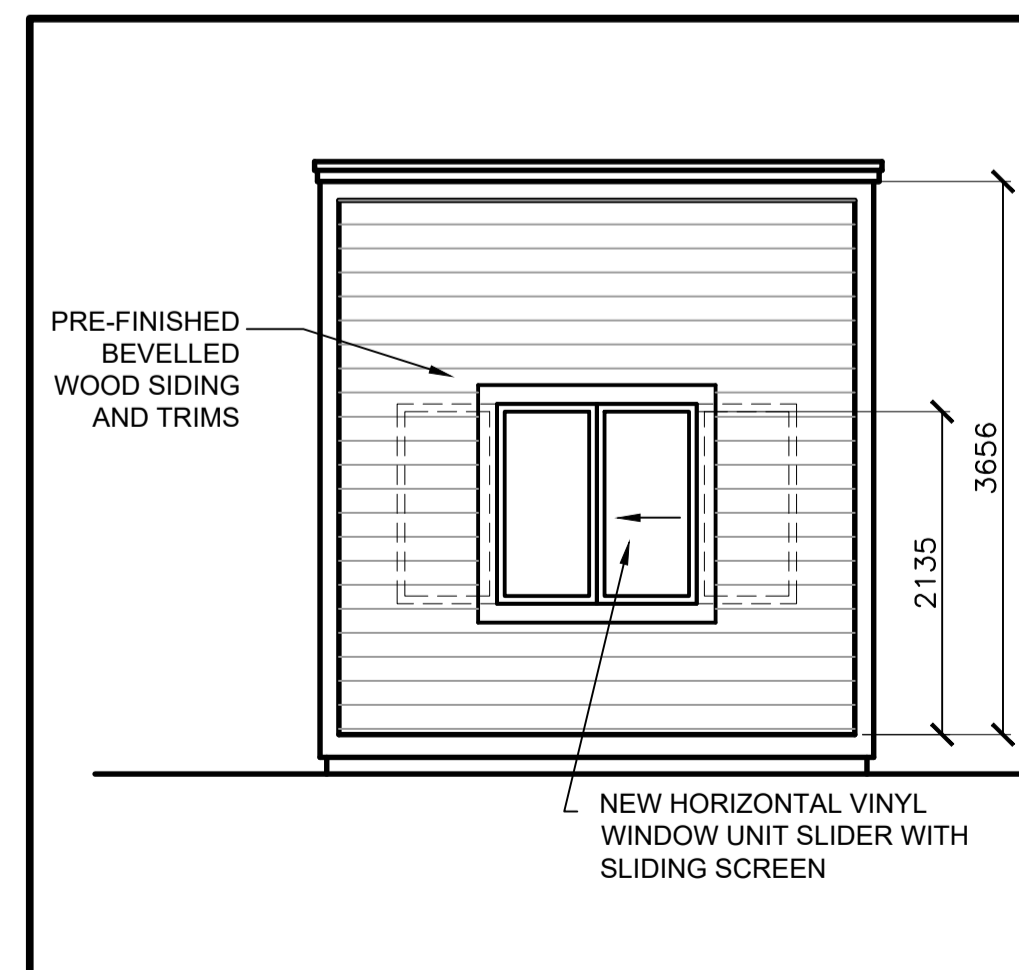 PRE-FINISHED
BEVELLED
WOOD SIDING
AND TRIMS
2135
3656
NEW HORIZONTAL VINYL
WINDOW UNIT SLIDER WITH
SLIDING SCREEN